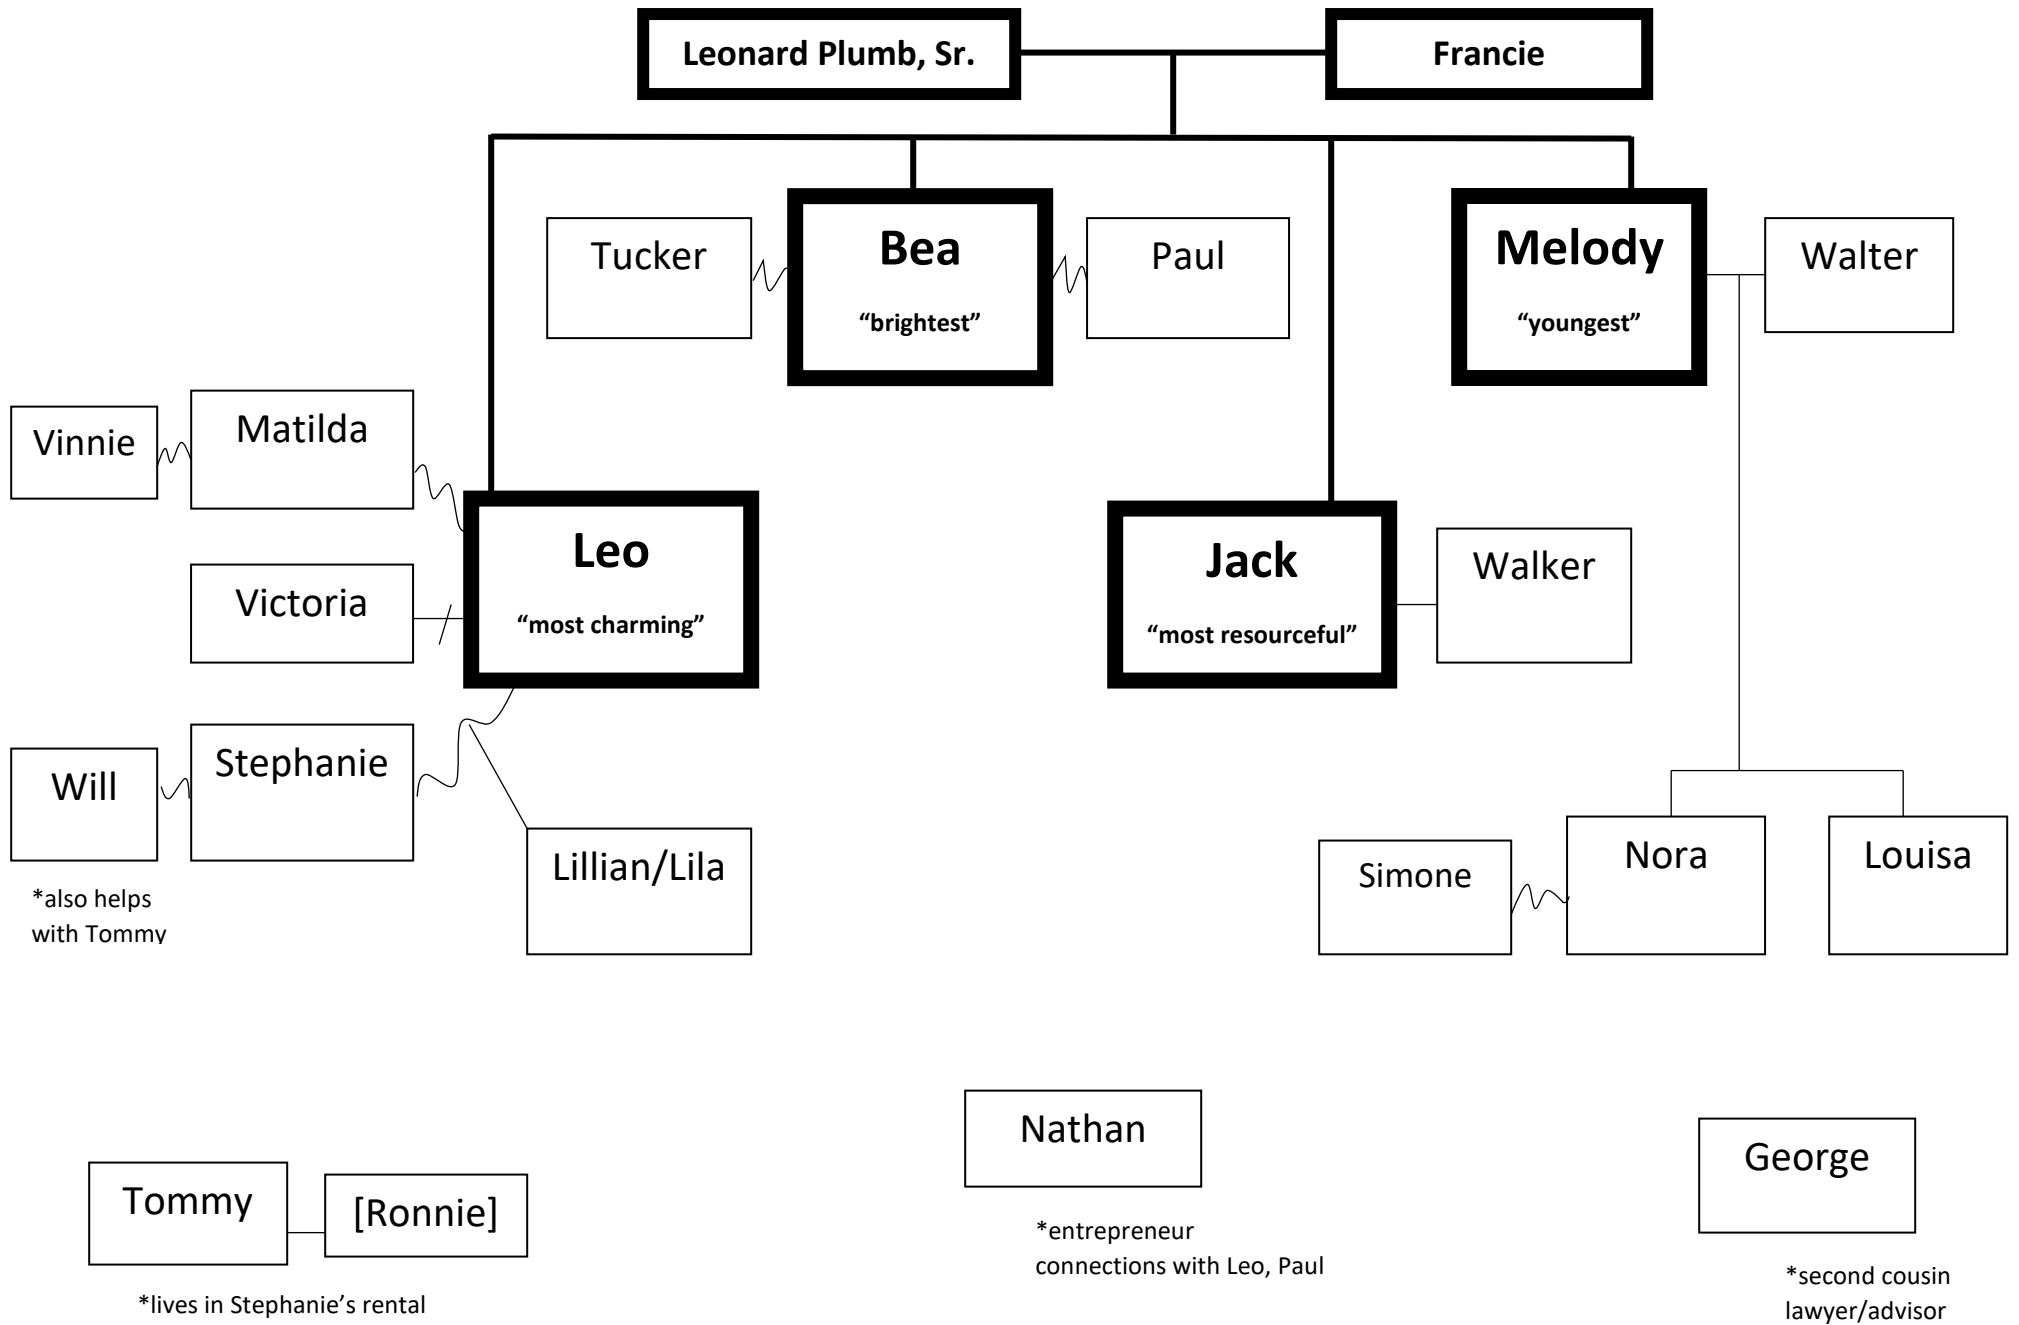 Leonard Plumb, Sr.
Francie
Tucker
Bea
“brightest”
Paul
Melody
“youngest”
Walter
Vinnie
Matilda
Leo
“most charming”
Victoria
Jack
“most resourceful”
Walker
Will
Stephanie
*also helps
with Tommy
Lillian/Lila
Simone
Nora
Louisa
Tommy
[Ronnie]
*lives in Stephanie’s rental
Nathan
*entrepreneur
connections with Leo, Paul
George
*second cousin
lawyer/advisor